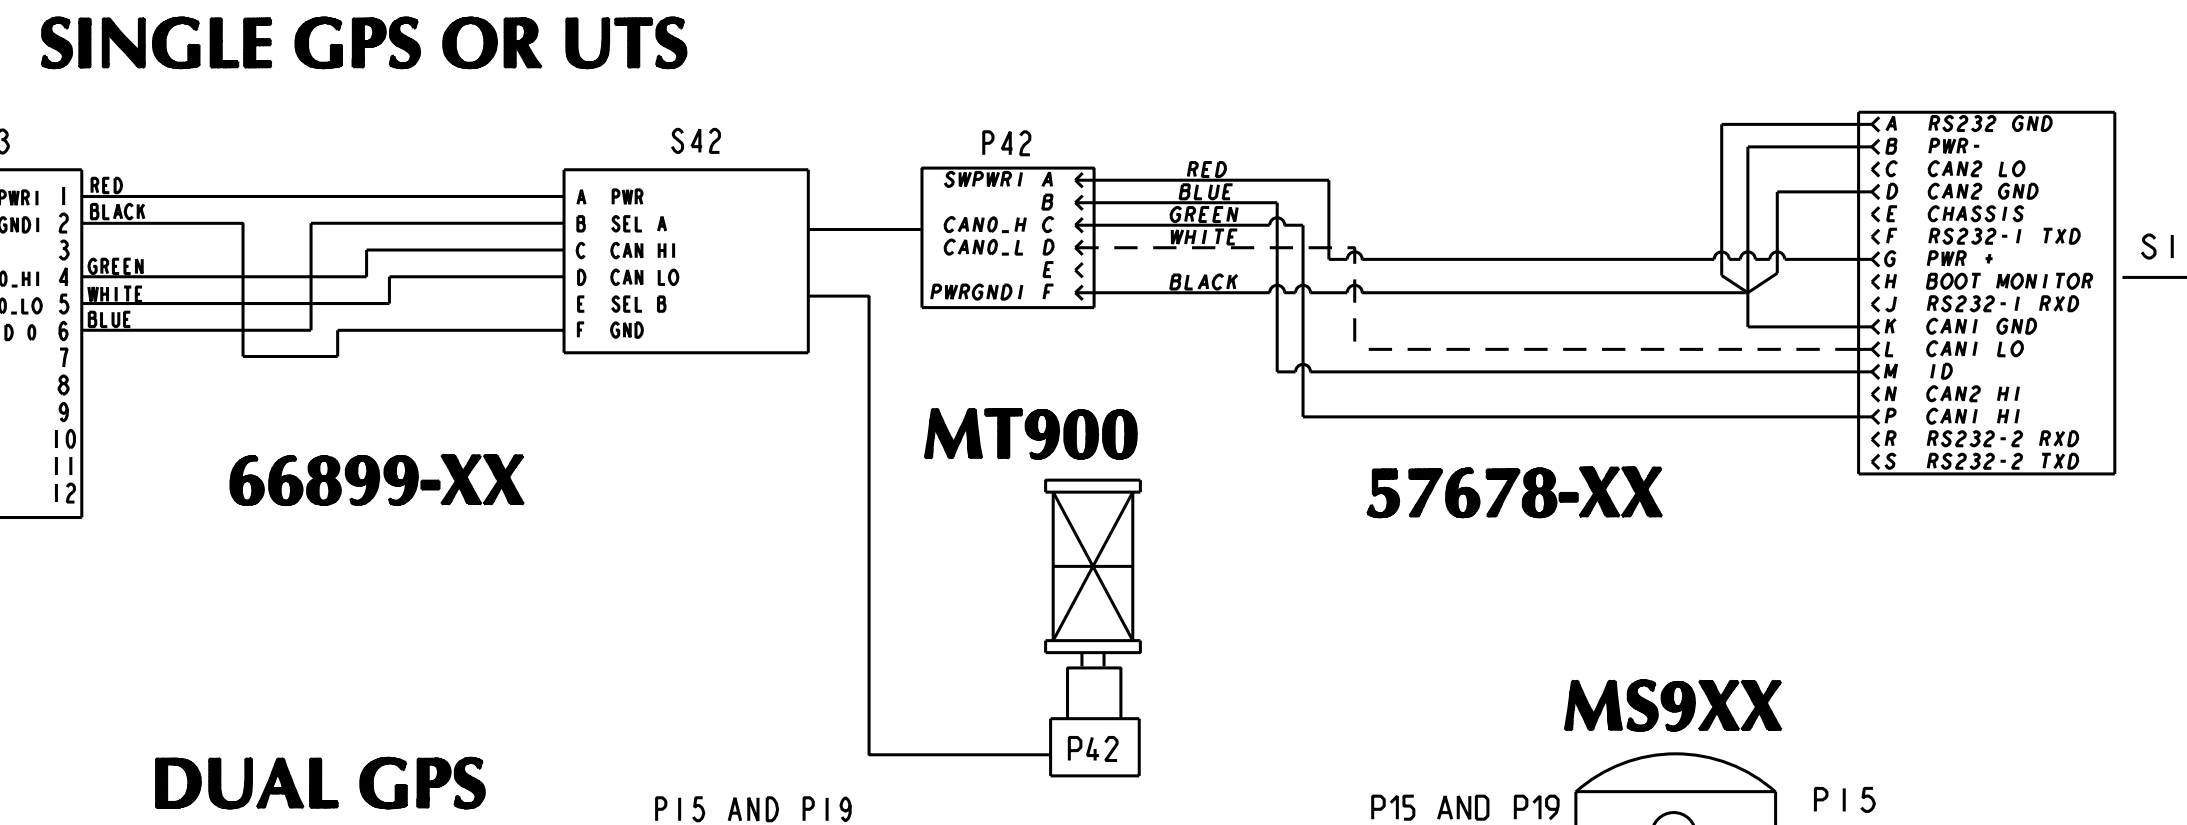 SINGLE GPS OR UTS
3
PWR1 1 RED
GND1 2 BLACK
3
0_HI 4 GREEN
0_LO 5 WHITE
D 0 6 BLUE
7
8
9
10
11
12
66899-XX
S42
A PWR
B SEL A
C CAN HI
D CAN LO
E SEL B
F GND
P42
SWPWR1 A RED
B BLUE
CAN0_H C GREEN
CAN0_L D WHITE
E
PWRGND1 F BLACK
57678-XX
A RS232 GND
B PWR-
C CAN2 LO
D CAN2 GND
E CHASSIS
F RS232-1 TXD
G PWR +
H BOOT MONITOR
J RS232-1 RXD
K CAN1 GND
L CAN1 LO
M ID
N CAN2 HI
P CAN1 HI
R RS232-2 RXD
S RS232-2 TXD
S1
MT900
P42
MS9XX
DUAL GPS
P15 AND P19
P15 AND P19
P15